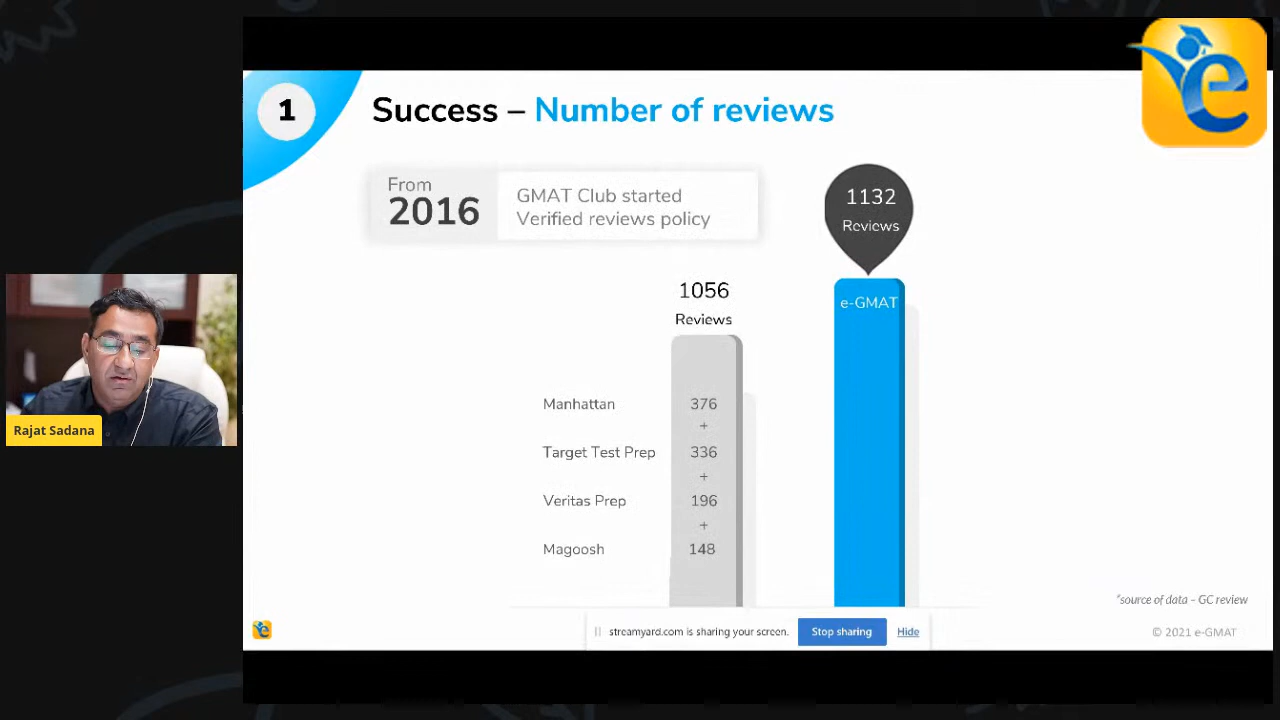 1
Success – Number of reviews
From
2016
GMAT Club started
Verified reviews policy
1132
Reviews
1056
Reviews
e-GMAT
Manhattan 376
+
Target Test Prep 336
+
Veritas Prep 196
+
Magoosh 148
Rajat Sadana
*source of data – GC review
streamyard.com is sharing your screen. Stop sharing Hide
© 2021 e-GMAT